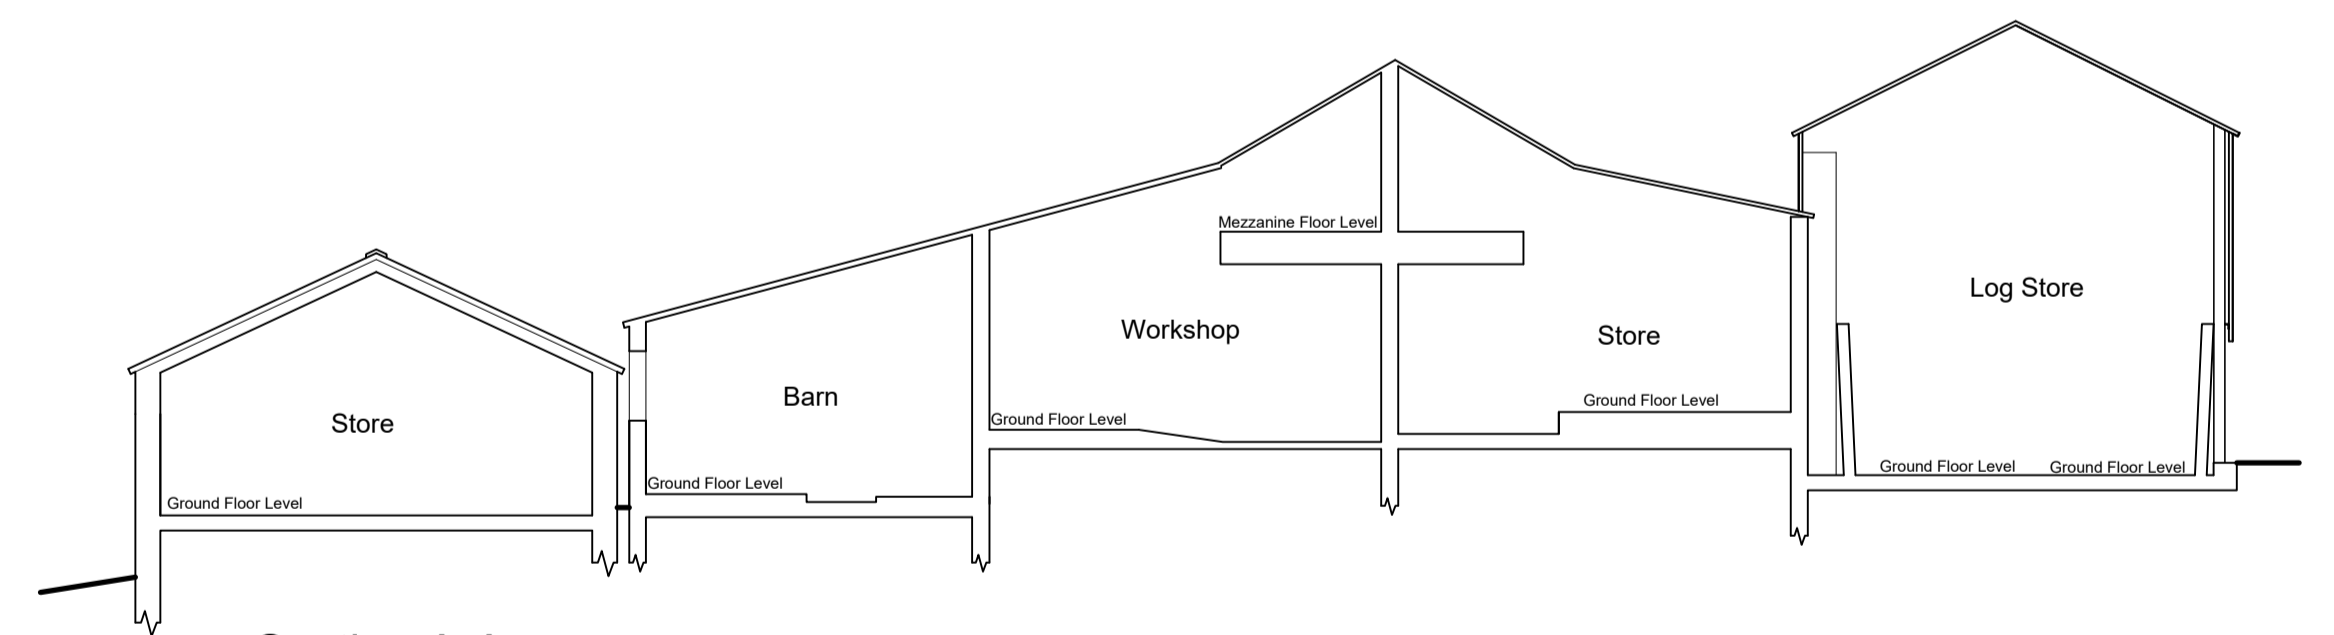 Mezzanine Floor Level
Log Store
Workshop
Store
Barn
Ground Floor Level
Ground Floor Level
Store
Ground Floor Level
Ground Floor Level
Ground Floor Level
Ground Floor Level